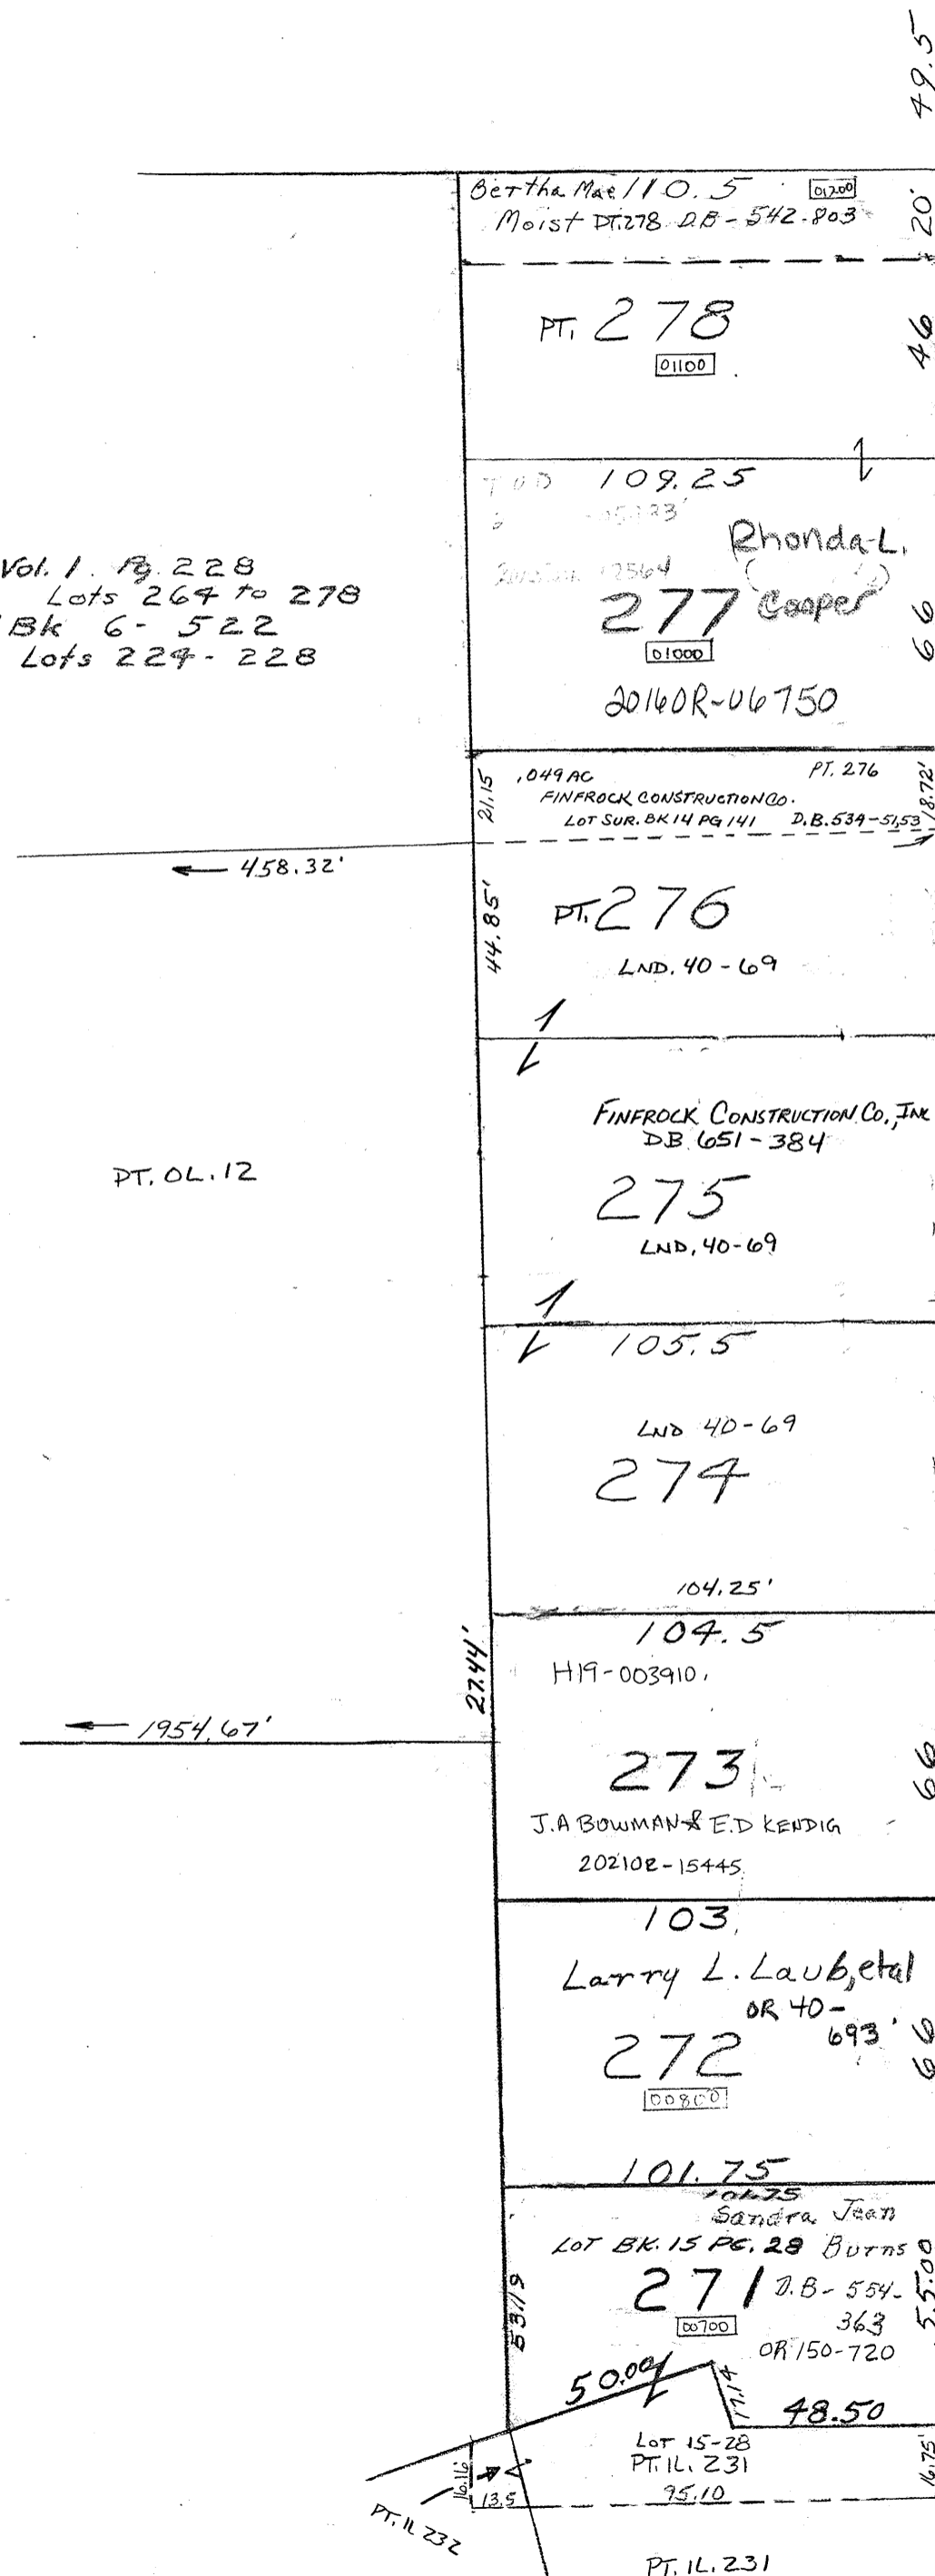 49.5
Bertha Mae 110.5 01200
Moist PT.278 D.B-542-803
20'
PT. 278
01100
46
109.25
Rhonda L.
277 Cooper
01000
66
2016OR-06750
Vol. 1. Pg. 228
Lots 264 to 278
Bk 6- 522
Lots 224-228
21.15
.049 AC PT. 276
FINFROCK CONSTRUCTION CO.
LOT SUR. BK 14 PG 141 D.B. 534-51,53
18.72'
458.32'
44.85'
PT. 276
LND. 40-69
FINFROCK CONSTRUCTION CO., INC
DB 651-384
PT. OL. 12
275
LND. 40-69
105.5
LND 40-69
274
104.25'
104.5
27.44'
H19-003910.
1954.67'
273
66
J.A BOWMAN & E.D KENDIG
2021OR-15445
103
Larry L. Laub, etal
OR 40-
693
272
66
00800
101.75
101.75
Sandra Jean
LOT BK. 15 PG. 28 Burns
271 D.B-554-
363
00700
OR 150-720
53.19
55.00
50.00
17.14
48.50
LOT 15-28
PT. IL. 231
95.10
16.16
13.5
16.75'
PT. IL 232
PT. IL. 231